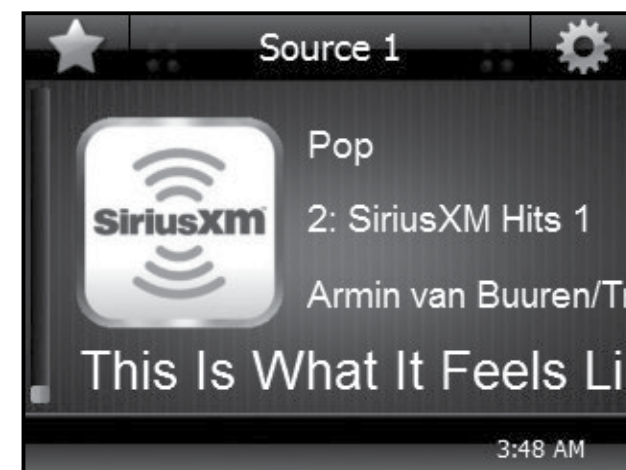 Source 1
Pop
SiriusXM
2: SiriusXM Hits 1
Armin van Buuren/Tr
This Is What It Feels Li
3:48 AM